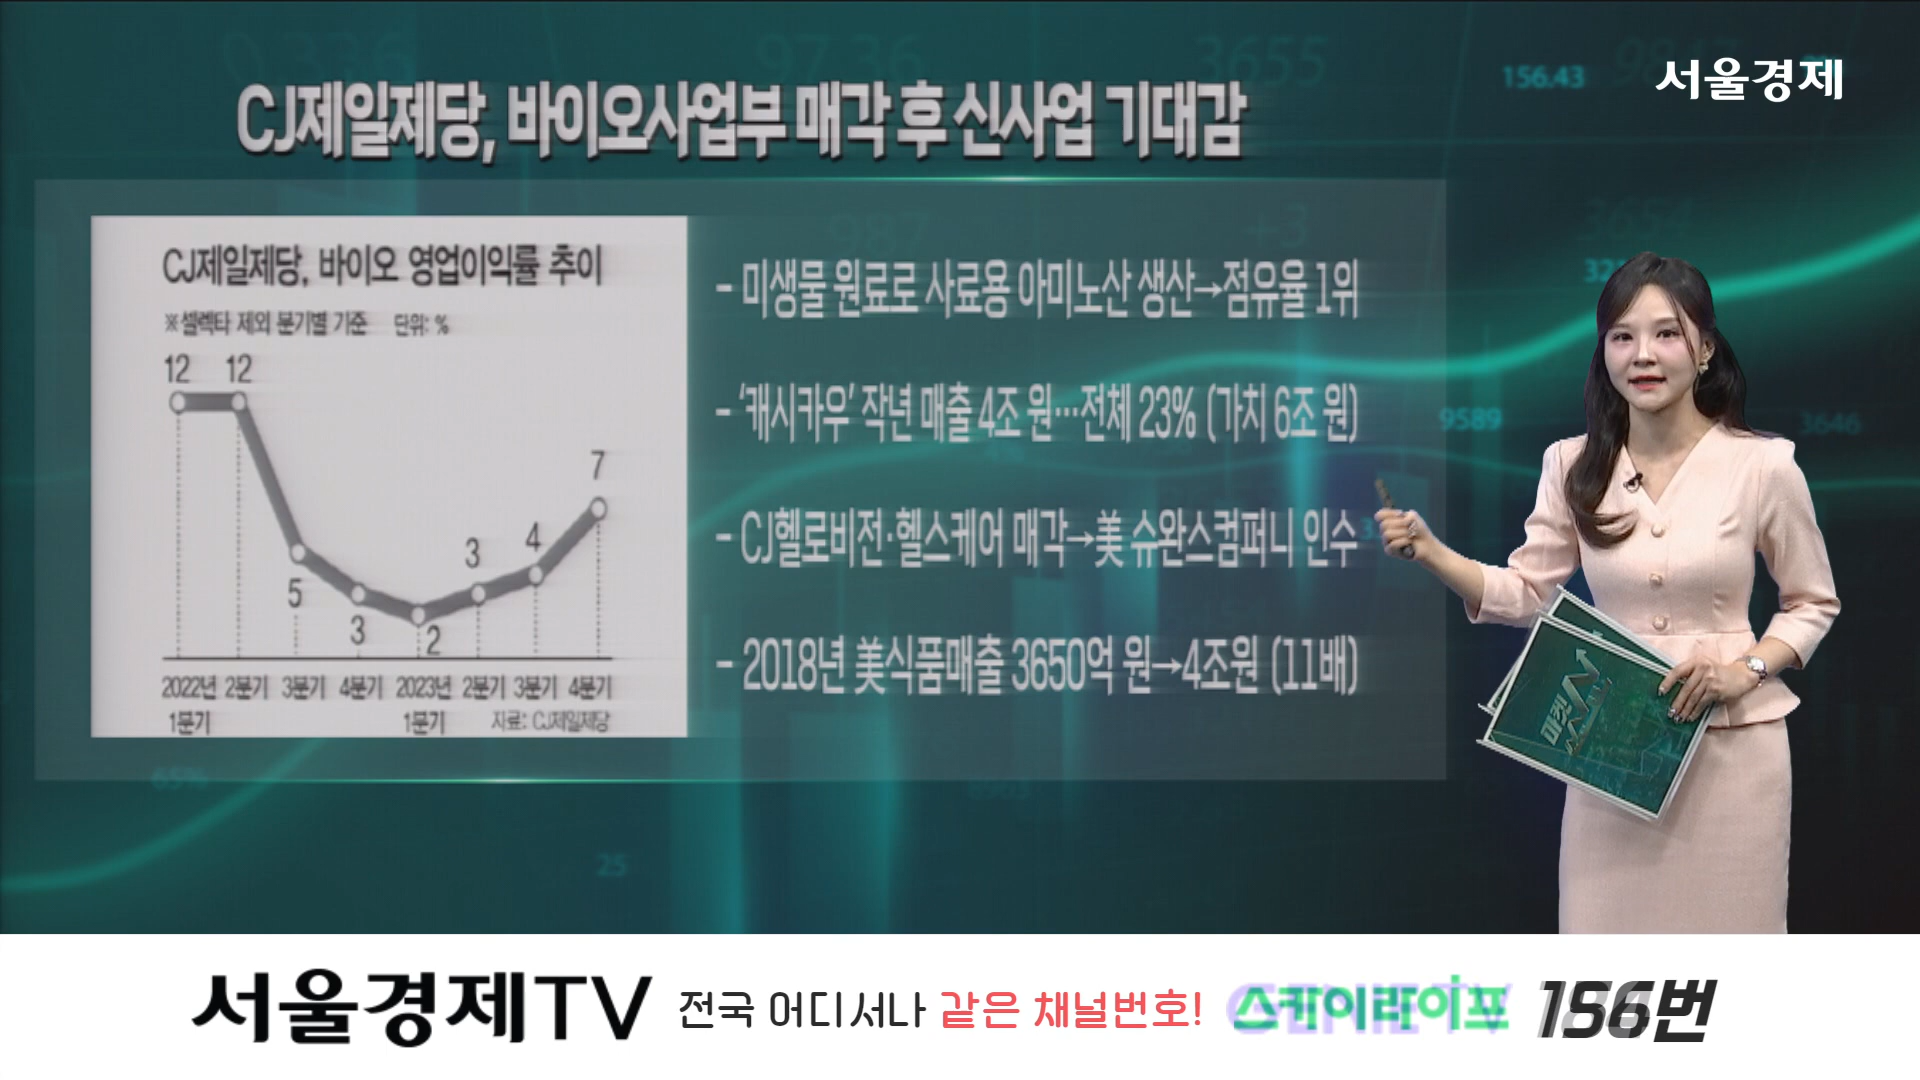 서울경제
CJ제일제당, 바이오사업부 매각 후 신사업 기대감
CJ제일제당, 바이오 영업이익률 추이
※셀렉타 제외 분기별 기준 단위: %
12 12 5 3 2 3 4 7
2022년 1분기 2분기 3분기 4분기 2023년 1분기 2분기 3분기 4분기
자료: CJ제일제당
- 미생물 원료로 사료용 아미노산 생산→점유율 1위
- '캐시카우' 작년 매출 4조 원…전체 23% (가치 6조 원)
- CJ헬로비전·헬스케어 매각→美 슈완스컴퍼니 인수
- 2018년 美식품매출 3650억 원→4조원 (11배)
156.43
9589
3646
3655
97.36
65%
25
마켓
서울경제TV 전국 어디서나 같은 채널번호! 스카이라이프 156번